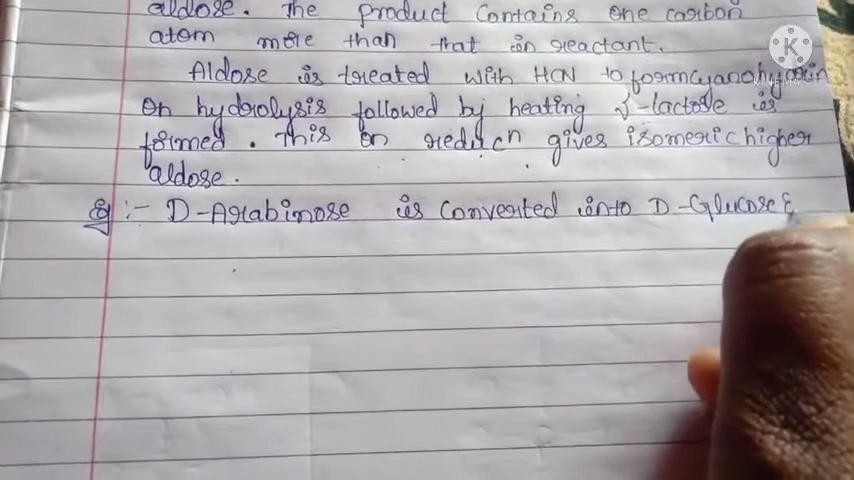 aldose. The product contains one carbon
atom more than that in reactant.
Aldose is treated with HCN to form cyanohydrin
on hydrolysis followed by heating γ-lactose is
formed. This on reductn gives isomeric higher
aldose.
Eg :- D-Arabinose is converted into D-Glucose &
K